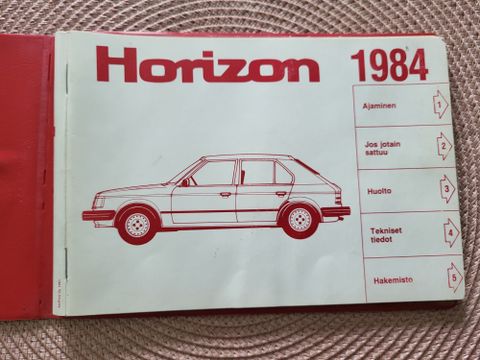 Horizon
1984
Ajaminen
1
Jos jotain
sattuu
2
Huolto
3
Tekniset
tiedot
4
Hakemisto
5